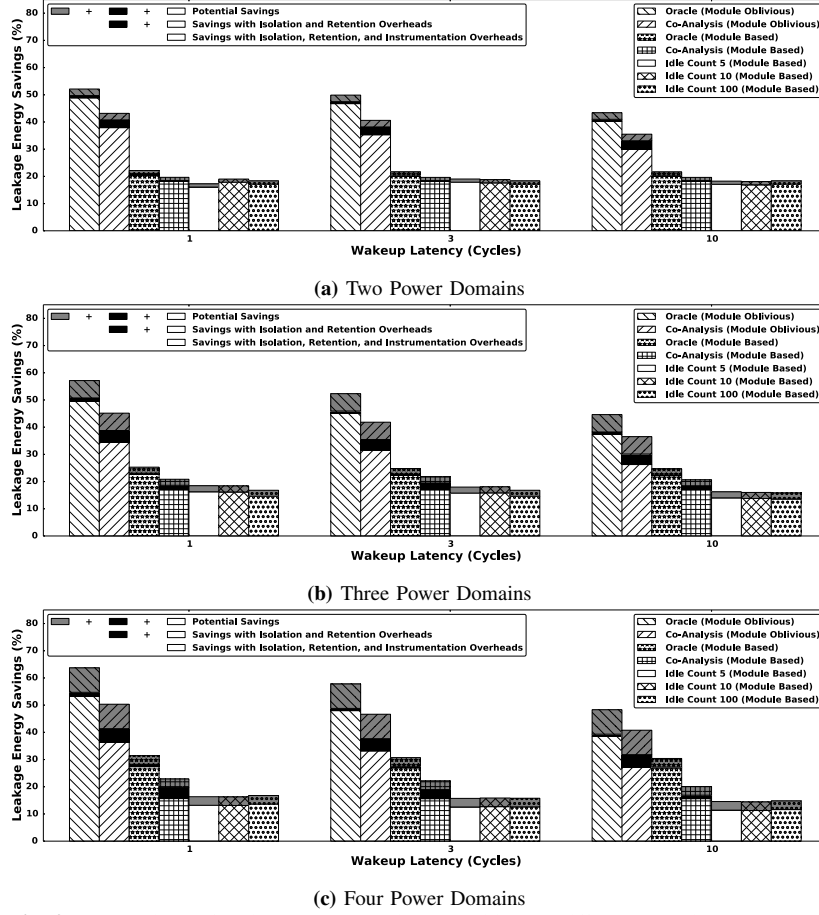 80
70
60
50
40
30
20
10
0
Leakage Energy Savings (%)
+ + Potential Savings
+ Savings with Isolation and Retention Overheads
Savings with Isolation, Retention, and Instrumentation Overheads
Oracle (Module Oblivious)
Co-Analysis (Module Oblivious)
Oracle (Module Based)
Co-Analysis (Module Based)
Idle Count 5 (Module Based)
Idle Count 10 (Module Based)
Idle Count 100 (Module Based)
1 3 10
Wakeup Latency (Cycles)
(a) Two Power Domains
80
70
60
50
40
30
20
10
0
Leakage Energy Savings (%)
+ + Potential Savings
+ Savings with Isolation and Retention Overheads
Savings with Isolation, Retention, and Instrumentation Overheads
Oracle (Module Oblivious)
Co-Analysis (Module Oblivious)
Oracle (Module Based)
Co-Analysis (Module Based)
Idle Count 5 (Module Based)
Idle Count 10 (Module Based)
Idle Count 100 (Module Based)
1 3 10
Wakeup Latency (Cycles)
(b) Three Power Domains
80
70
60
50
40
30
20
10
0
Leakage Energy Savings (%)
+ + Potential Savings
+ Savings with Isolation and Retention Overheads
Savings with Isolation, Retention, and Instrumentation Overheads
Oracle (Module Oblivious)
Co-Analysis (Module Oblivious)
Oracle (Module Based)
Co-Analysis (Module Based)
Idle Count 5 (Module Based)
Idle Count 10 (Module Based)
Idle Count 100 (Module Based)
1 3 10
Wakeup Latency (Cycles)
(c) Four Power Domains